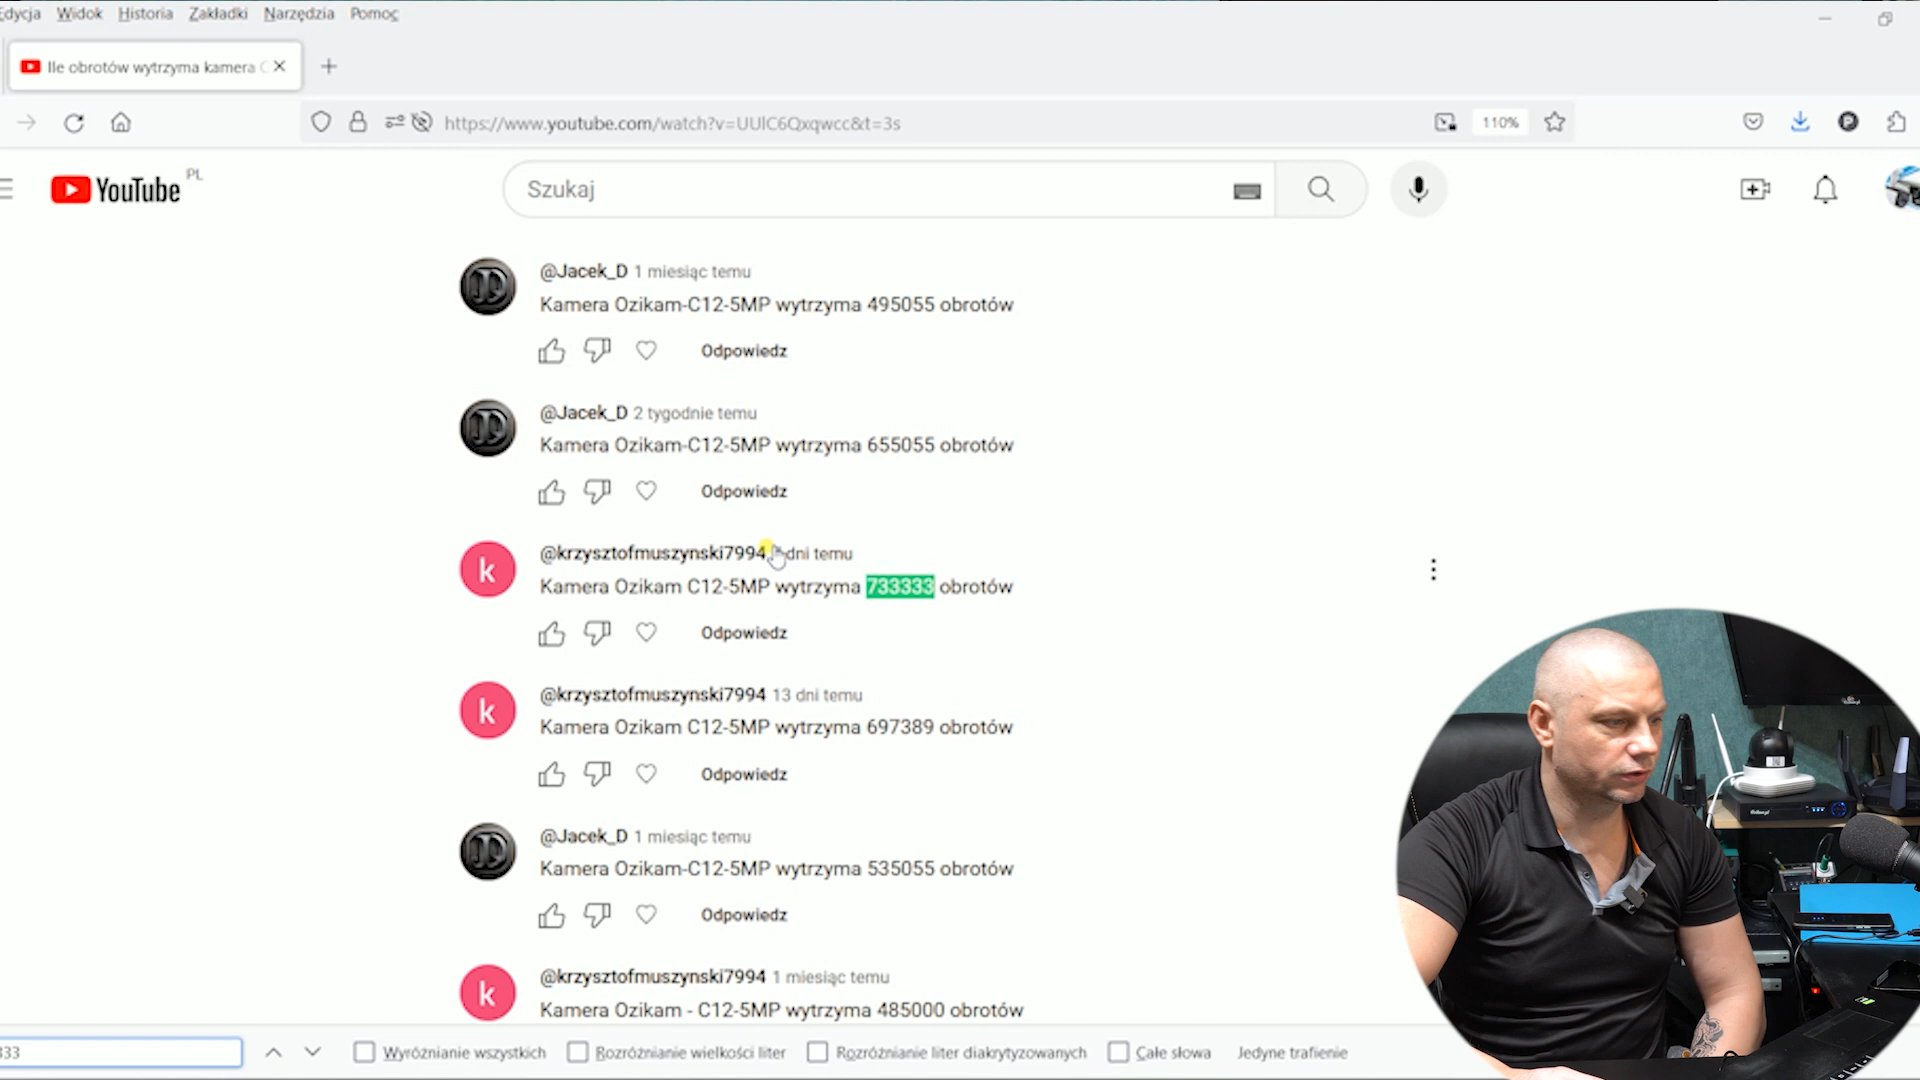 Edycja Widok Historia Zakładki Narzędzia Pomoc
Ile obrotów wytrzyma kamera
https://www.youtube.com/watch?v=UUlC6Qxqwcc&t=3s
110%
YouTube PL
Szukaj
@Jacek_D 1 miesiąc temu
Kamera Ozikam-C12-5MP wytrzyma 495055 obrotów
Odpowiedz
@Jacek_D 2 tygodnie temu
Kamera Ozikam-C12-5MP wytrzyma 655055 obrotów
Odpowiedz
@krzysztofmuszynski7994 dni temu
Kamera Ozikam C12-5MP wytrzyma 733333 obrotów
Odpowiedz
@krzysztofmuszynski7994 13 dni temu
Kamera Ozikam C12-5MP wytrzyma 697389 obrotów
Odpowiedz
@Jacek_D 1 miesiąc temu
Kamera Ozikam-C12-5MP wytrzyma 535055 obrotów
Odpowiedz
@krzysztofmuszynski7994 1 miesiąc temu
Kamera Ozikam - C12-5MP wytrzyma 485000 obrotów
333 Wyróżnianie wszystkich Rozróżnianie wielkości liter Rozróżnianie liter diakrytyzowanych Całe słowa Jedyne trafienie